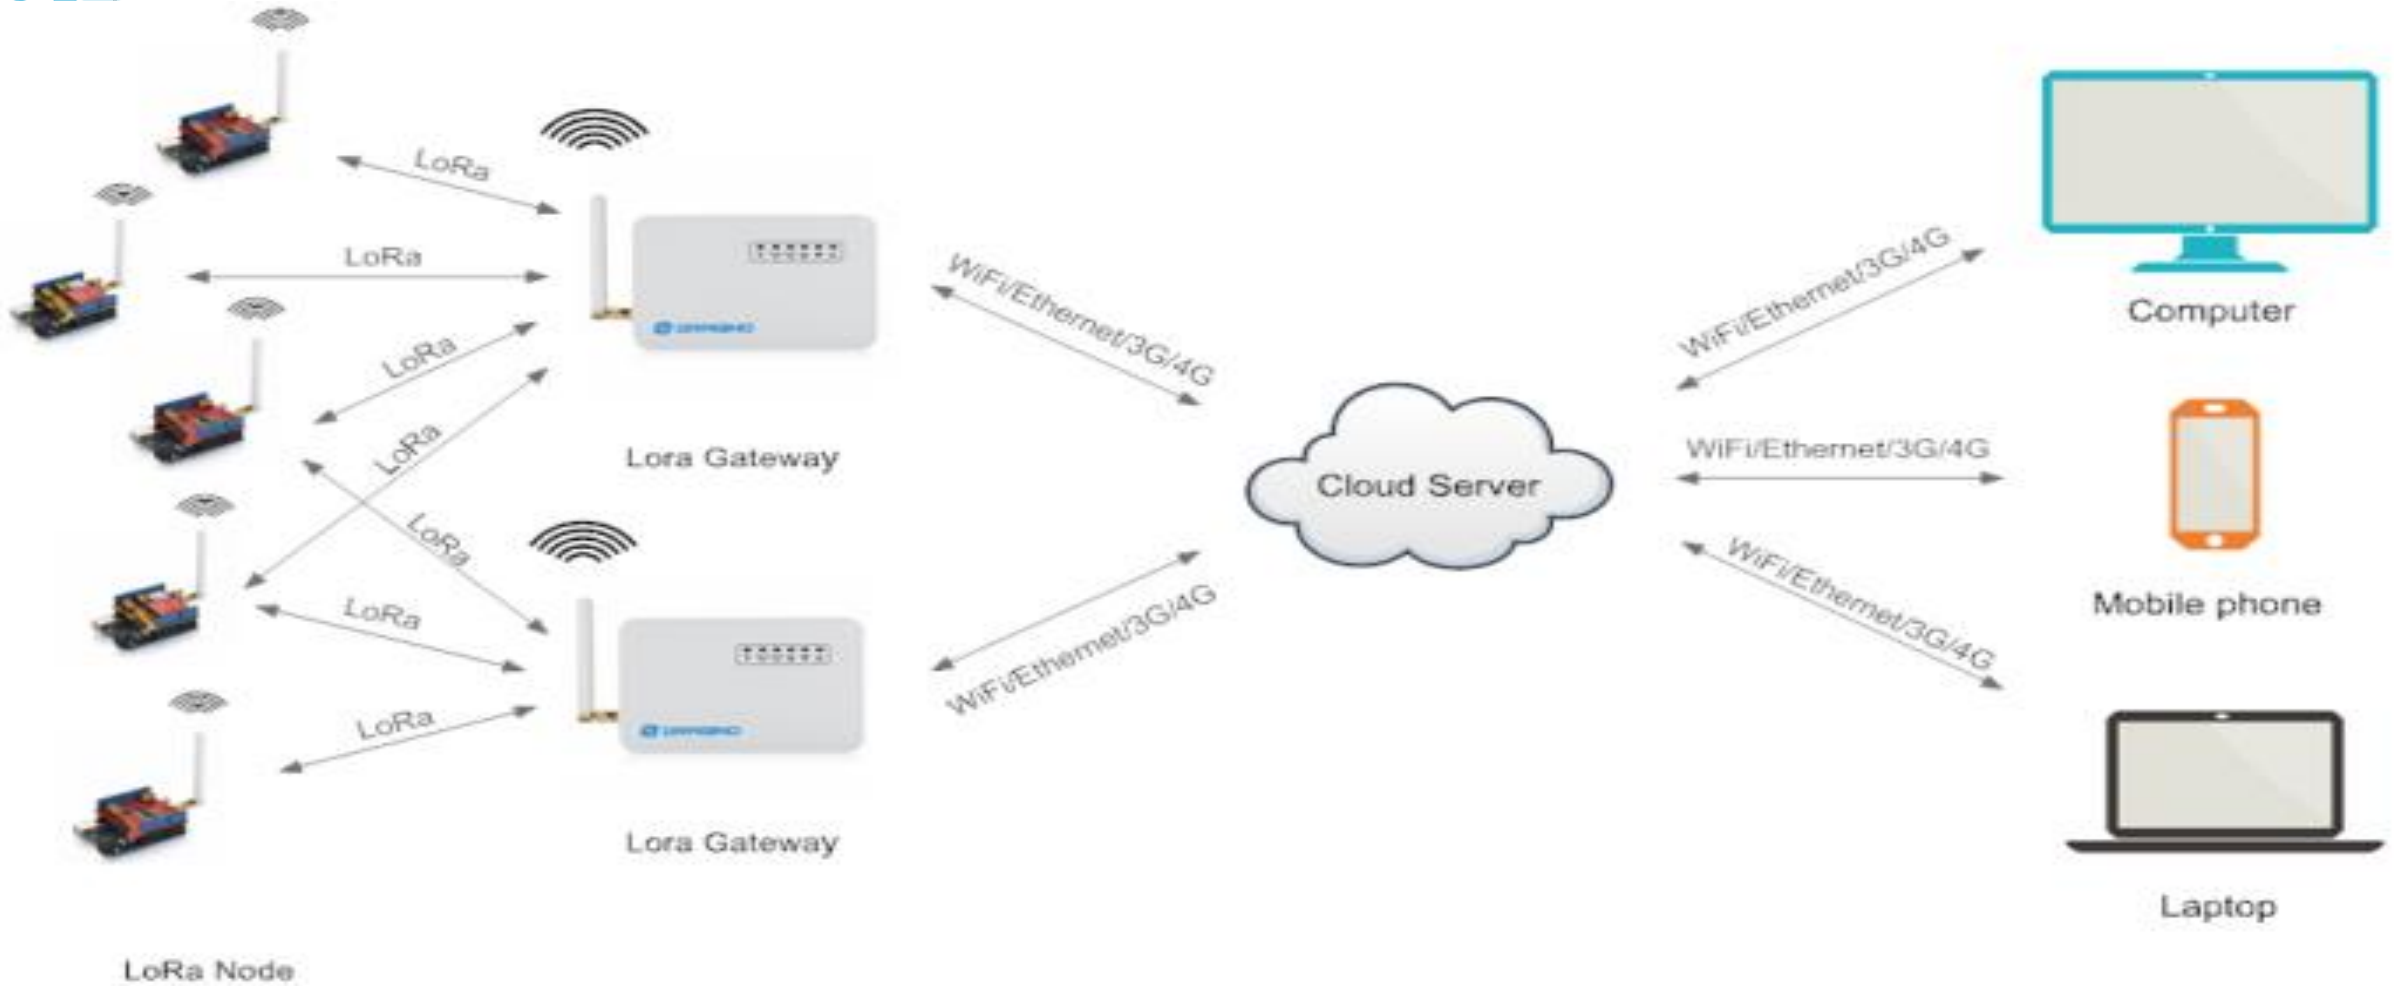 LoRa
LoRa
LoRa
LoRa
LoRa
LoRa
LoRa
Lora Gateway
Lora Gateway
LoRa Node
WiFi/Ethernet/3G/4G
WiFi/Ethernet/3G/4G
Cloud Server
WiFi/Ethernet/3G/4G
WiFi/Ethernet/3G/4G
WiFi/Ethernet/3G/4G
Computer
Mobile phone
Laptop